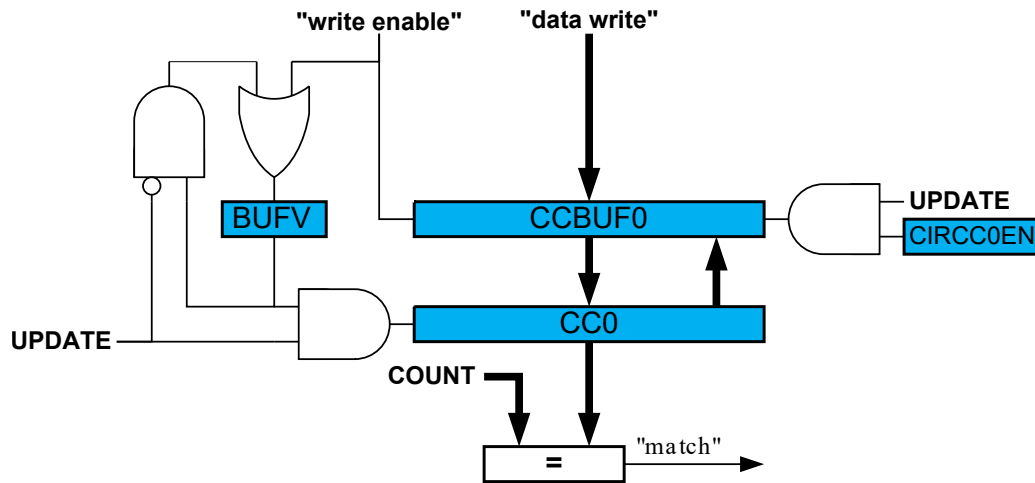 "write enable"
"data write"
BUFV
CCBUF0
UPDATE
CIRCC0EN
UPDATE
CC0
COUNT
=
"match"